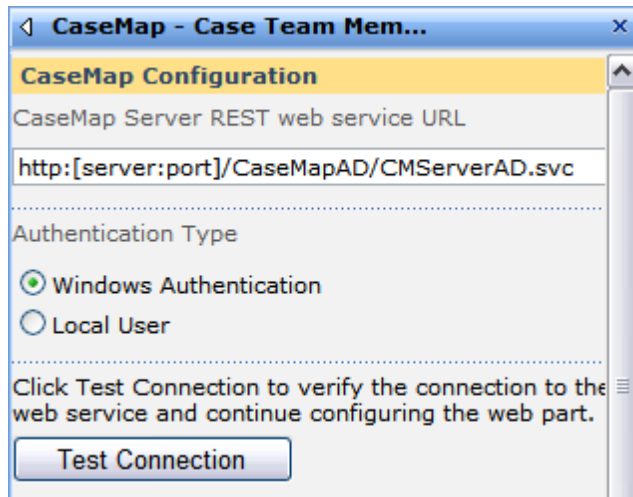 CaseMap - Case Team Mem...
CaseMap Configuration
CaseMap Server REST web service URL
http:[server:port]/CaseMapAD/CMServerAD.svc
Authentication Type
Windows Authentication
Local User
Click Test Connection to verify the connection to the
web service and continue configuring the web part.
Test Connection